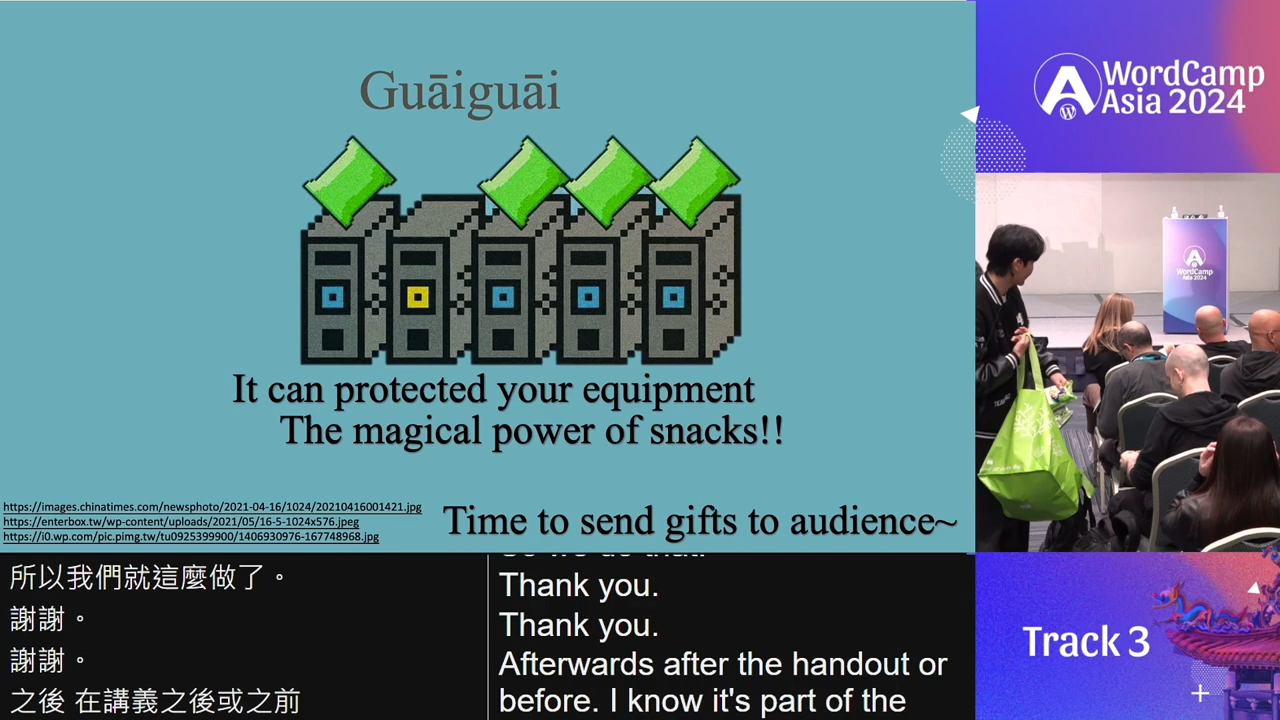 Guāiguāi
It can protected your equipment
The magical power of snacks!!
https://images.chinatimes.com/newsphoto/2021-04-16/1024/20210416001421.jpg
https://enterbox.tw/wp-content/uploads/2021/05/16-5-1024x576.jpeg
https://i0.wp.com/pic.pimg.tw/tu0925399900/1406930976-167748968.jpg
Time to send gifts to audience~
WordCamp
Asia 2024
WordCamp
Asia 2024
所以我們就這麼做了。
謝謝。
謝謝。
之後 在講義之後或之前
Thank you.
Thank you.
Afterwards after the handout or
before. I know it's part of the
Track 3